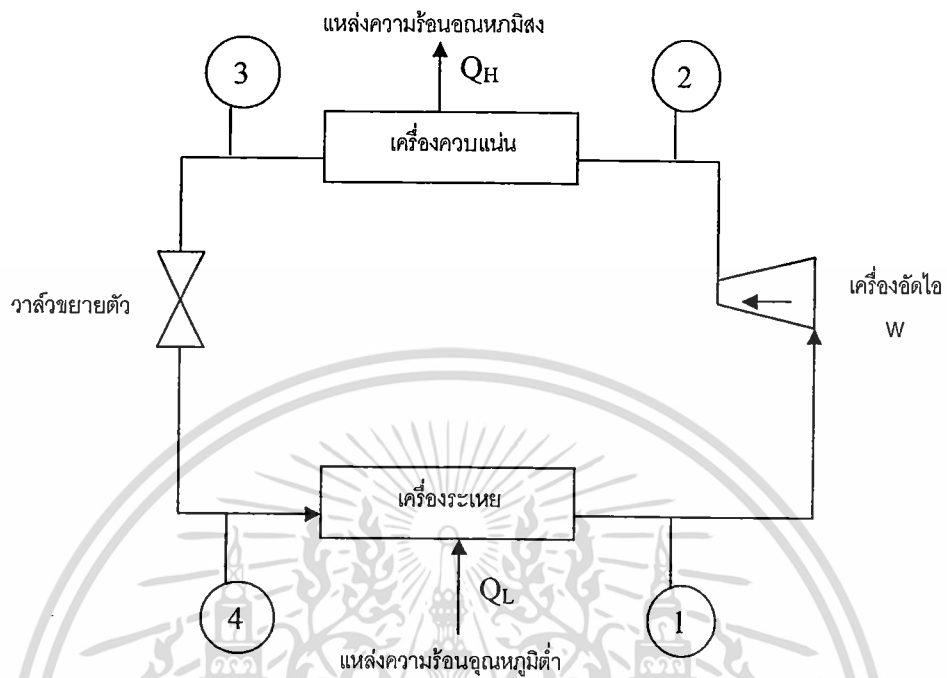 แหล่งความร้อนอุณหภูมิสูง
3
Q_H
2
เครื่องควบแน่น
วาล์วขยายตัว
เครื่องอัดไอ
W
เครื่องระเหย
4
Q_L
1
แหล่งความร้อนอุณหภูมิต่ำ